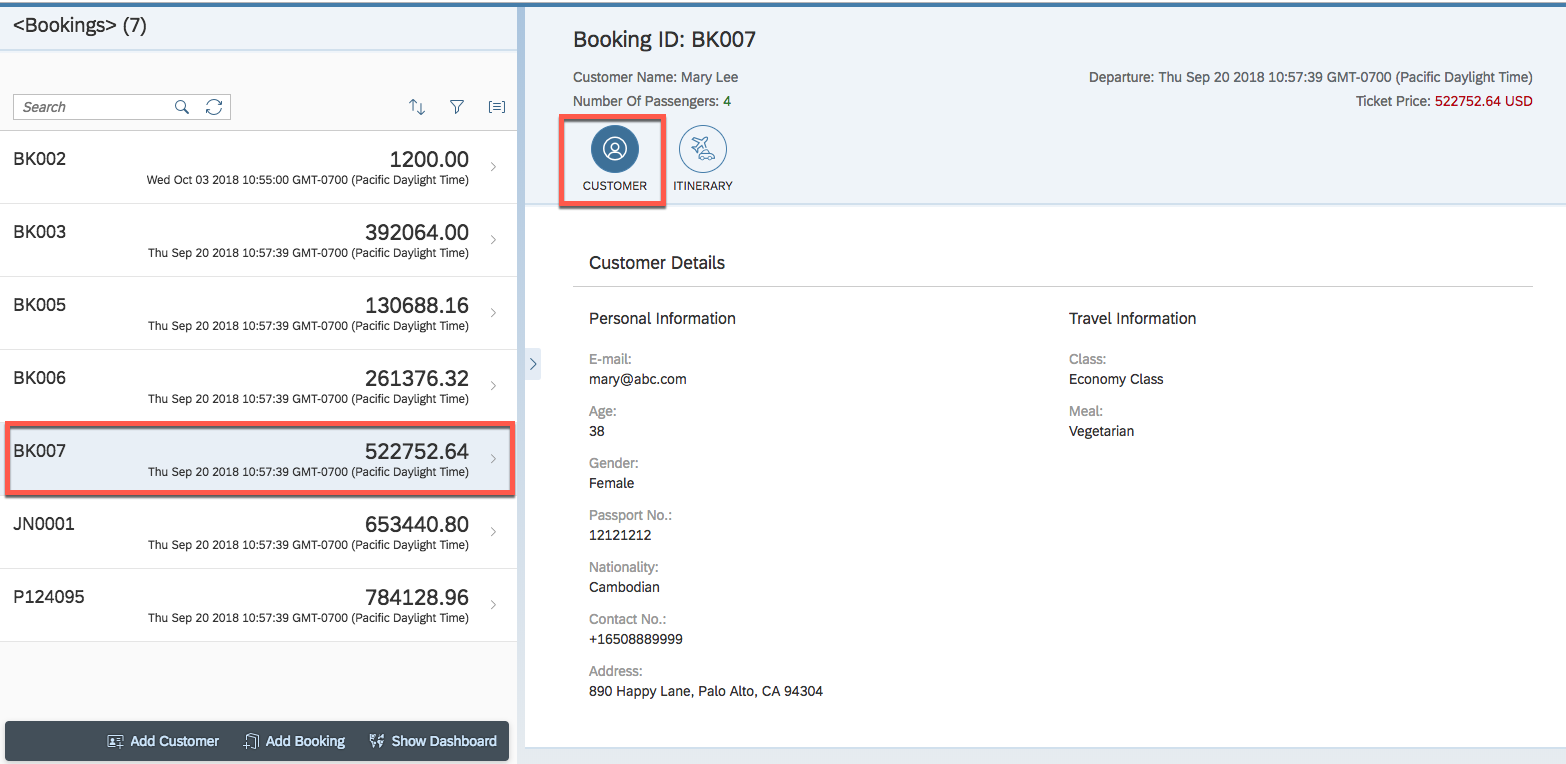 <Bookings> (7)
Search
BK002
1200.00
Wed Oct 03 2018 10:55:00 GMT-0700 (Pacific Daylight Time)
BK003
392064.00
Thu Sep 20 2018 10:57:39 GMT-0700 (Pacific Daylight Time)
BK005
130688.16
Thu Sep 20 2018 10:57:39 GMT-0700 (Pacific Daylight Time)
BK006
261376.32
Thu Sep 20 2018 10:57:39 GMT-0700 (Pacific Daylight Time)
BK007
522752.64
Thu Sep 20 2018 10:57:39 GMT-0700 (Pacific Daylight Time)
JN0001
653440.80
Thu Sep 20 2018 10:57:39 GMT-0700 (Pacific Daylight Time)
P124095
784128.96
Thu Sep 20 2018 10:57:39 GMT-0700 (Pacific Daylight Time)
Add Customer
Add Booking
Show Dashboard
Booking ID: BK007
Customer Name: Mary Lee
Departure: Thu Sep 20 2018 10:57:39 GMT-0700 (Pacific Daylight Time)
Number Of Passengers: 4
Ticket Price: 522752.64 USD
CUSTOMER
ITINERARY
Customer Details
Personal Information
E-mail:
mary@abc.com
Age:
38
Gender:
Female
Passport No.:
12121212
Nationality:
Cambodian
Contact No.:
+16508889999
Address:
890 Happy Lane, Palo Alto, CA 94304
Travel Information
Class:
Economy Class
Meal:
Vegetarian